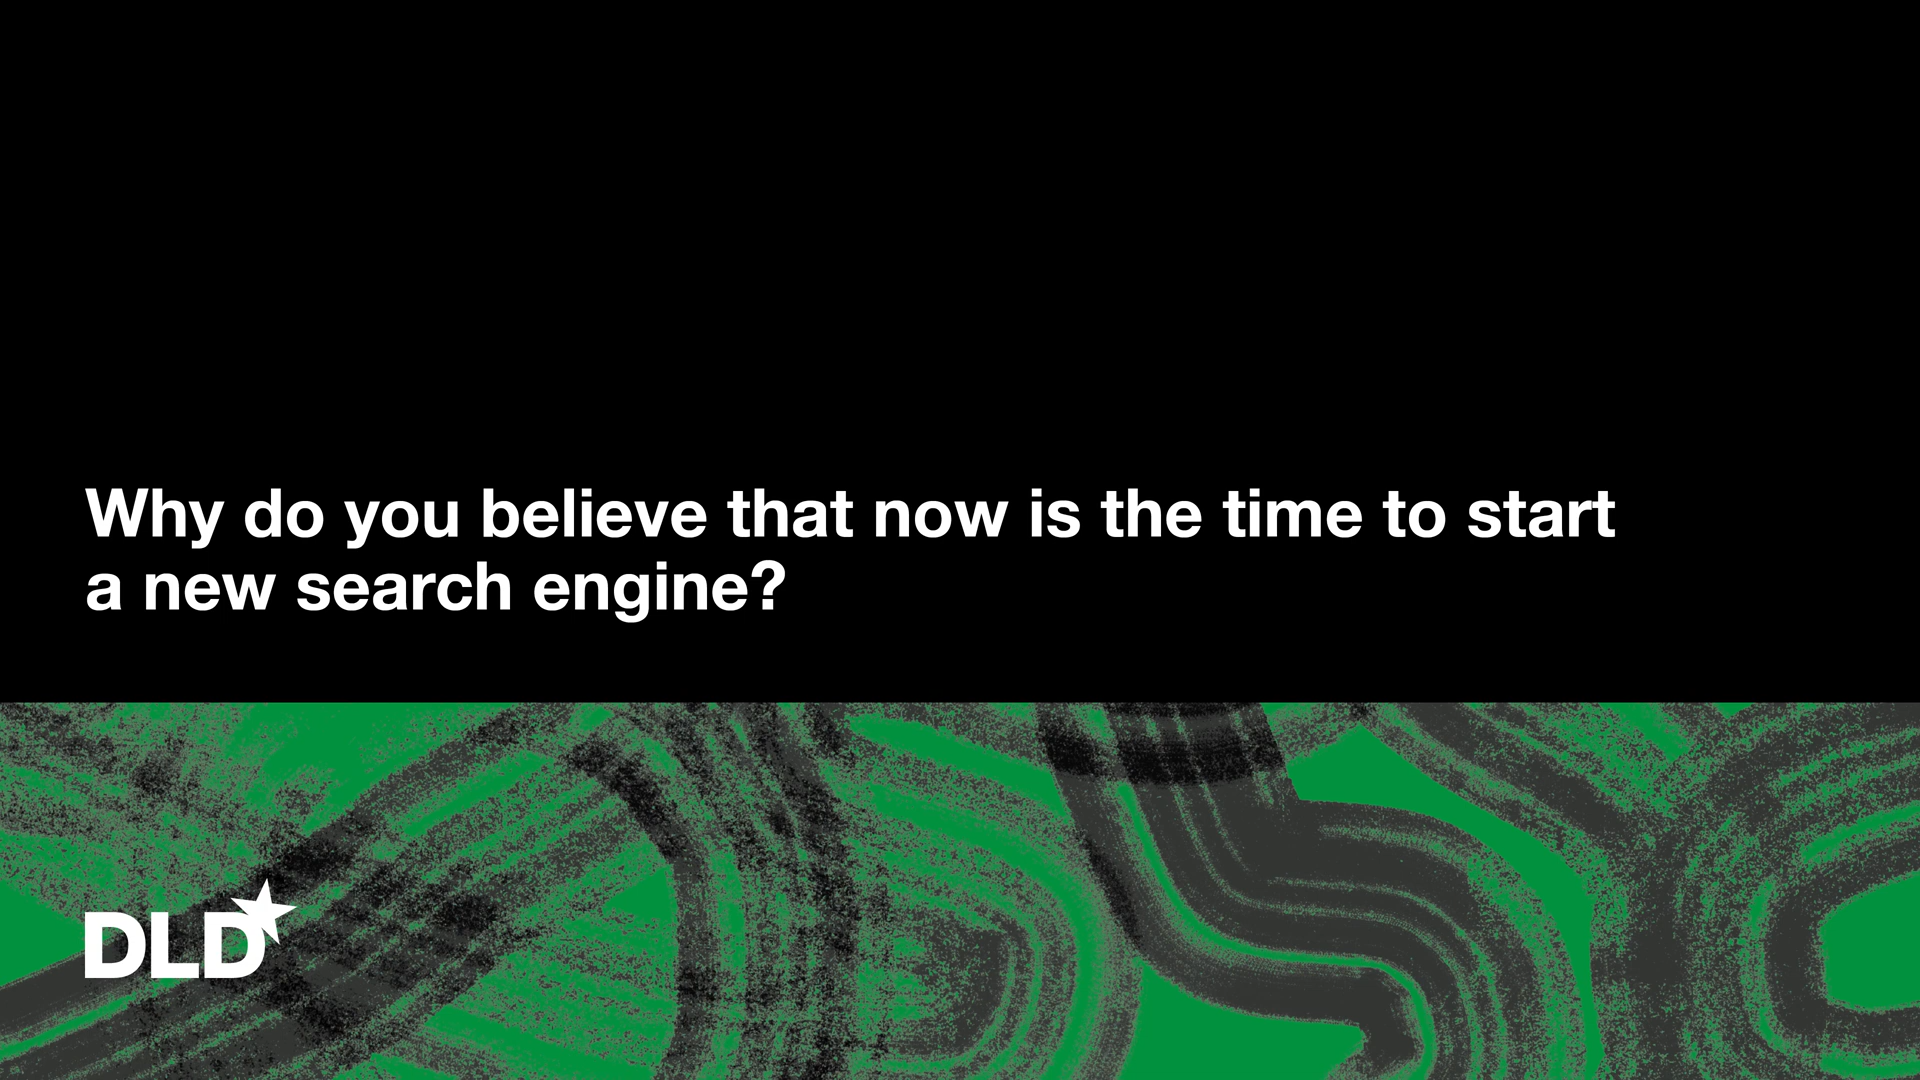 Why do you believe that now is the time to start
a new search engine?
DLD